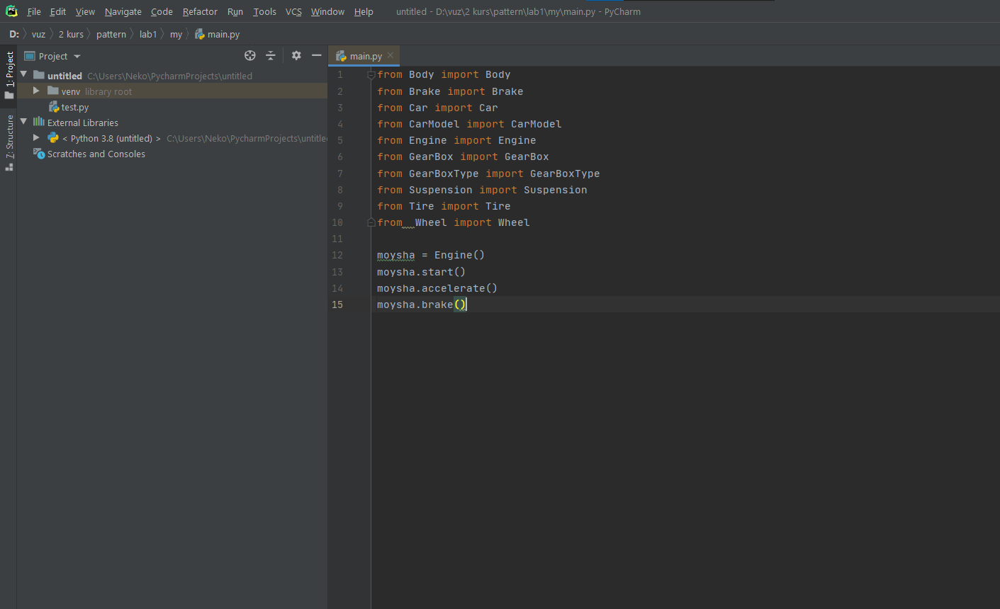 File Edit View Navigate Code Refactor Run Tools VCS Window Help untitled - D:\vuz\2 kurs\pattern\lab1\my\main.py - PyCharm
D: vuz 2 kurs pattern lab1 my main.py
1: Project
Z: Structure
Project
untitled C:\Users\Neko\PycharmProjects\untitled
venv library root
test.py
External Libraries
< Python 3.8 (untitled) > C:\Users\Neko\PycharmProjects\untitle
Scratches and Consoles
main.py
1 from Body import Body
2 from Brake import Brake
3 from Car import Car
4 from CarModel import CarModel
5 from Engine import Engine
6 from GearBox import GearBox
7 from GearBoxType import GearBoxType
8 from Suspension import Suspension
9 from Tire import Tire
10 from  Wheel import Wheel
11
12 moysha = Engine()
13 moysha.start()
14 moysha.accelerate()
15 moysha.brake()